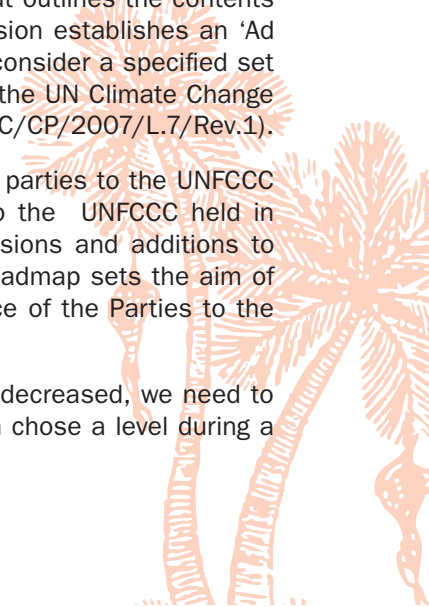 at outlines the contents
sion establishes an ‘Ad
consider a specified set
the UN Climate Change
C/CP/2007/L.7/Rev.1).
parties to the UNFCCC
o the UNFCCC held in
sions and additions to
admap sets the aim of
ce of the Parties to the
decreased, we need to
chose a level during a